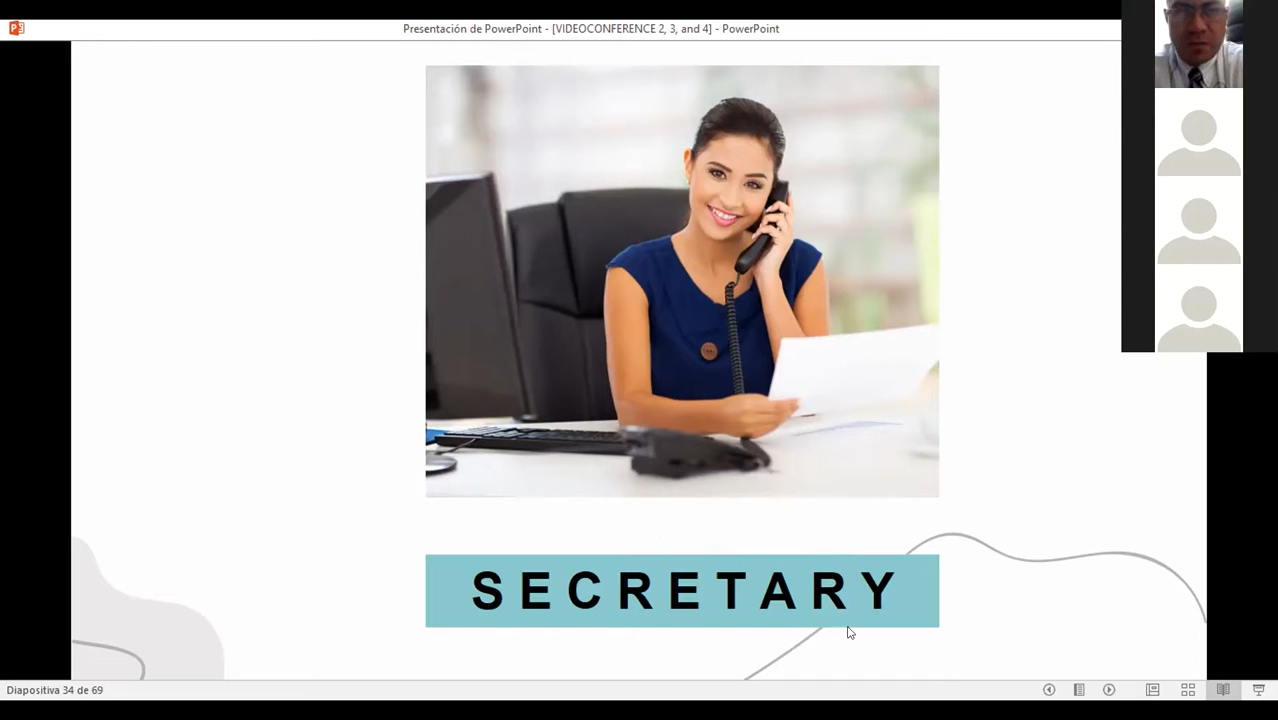 Presentación de PowerPoint - [VIDEOCONFERENCE 2, 3, and 4] - PowerPoint
SECRETARY
Diapositiva 34 de 69